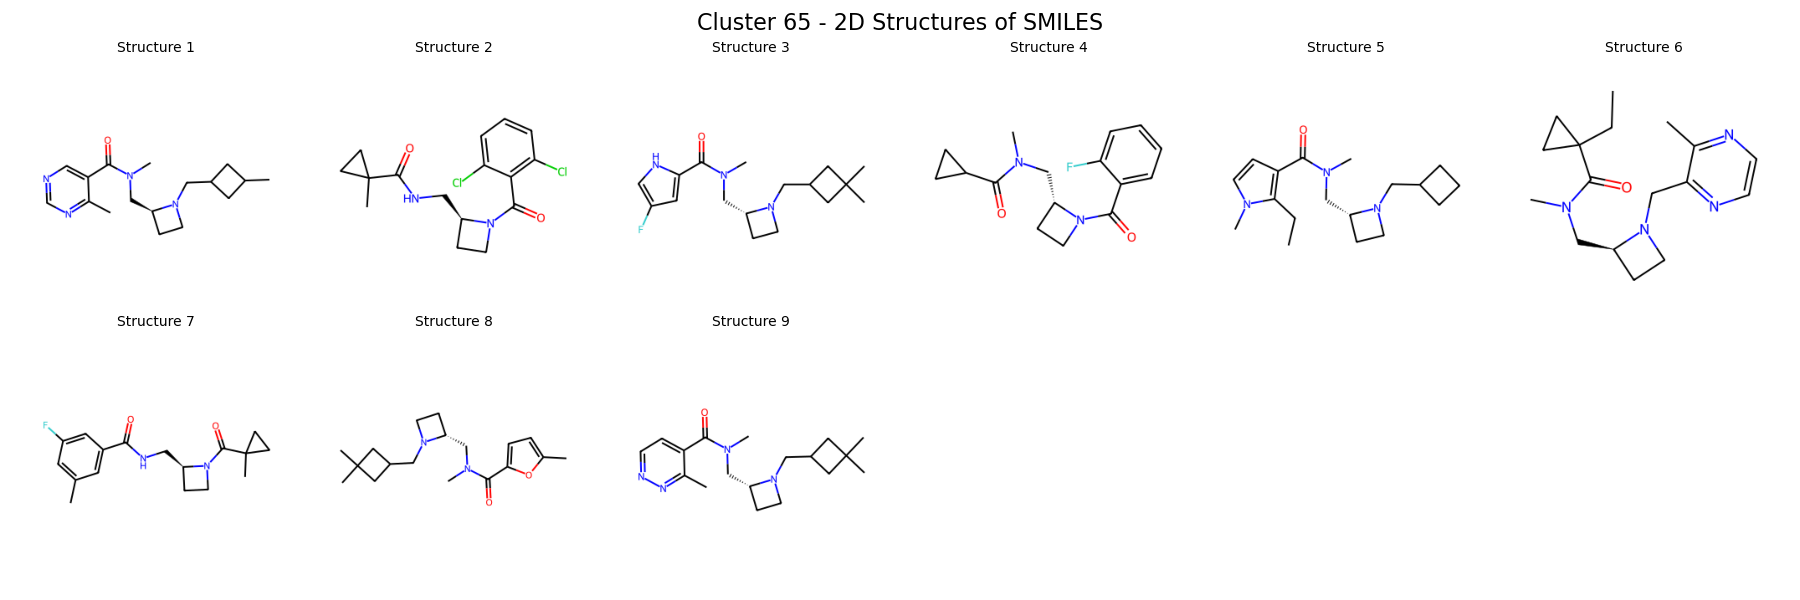 Cluster 65 - 2D Structures of SMILES
Structure 1
Structure 2
Structure 3
Structure 4
Structure 5
Structure 6
O
N
N
N
N
O
HN
Cl
Cl
N
O
H
N
F
O
N
N
N
O
F
N
O
O
N
N
N
O
N
N
N
N
Structure 7
Structure 8
Structure 9
F
O
N
H
O
N
N
N
O
O
O
N
N
N
N